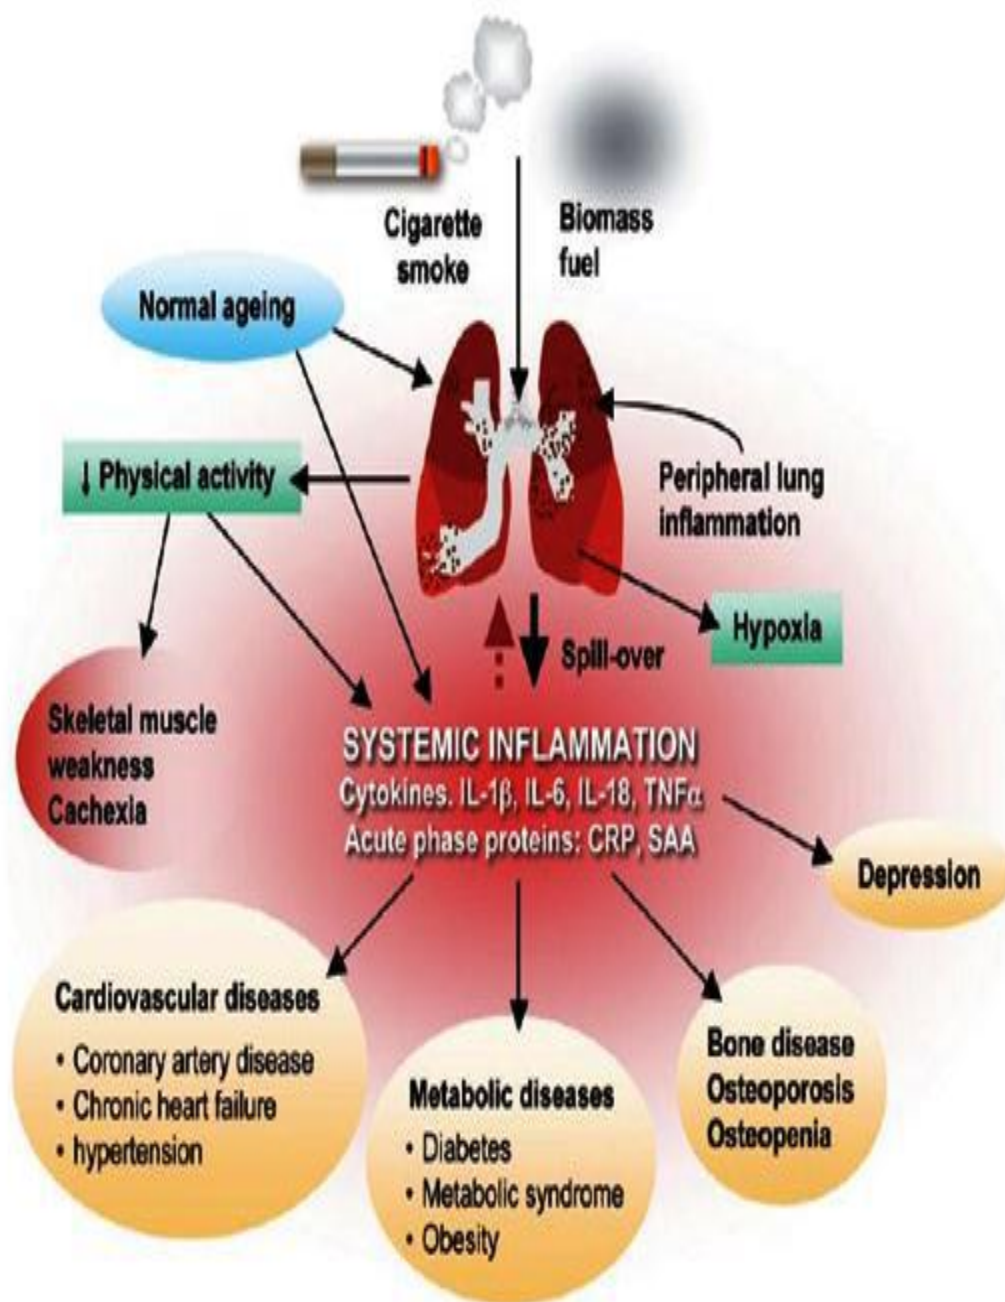 Cigarette
smoke
Biomass
fuel
Normal ageing
↓ Physical activity
Peripheral lung
inflammation
Hypoxia
Spill-over
Skeletal muscle
weakness
Cachexia
SYSTEMIC INFLAMMATION
Cytokines. IL-1β, IL-6, IL-18, TNFα
Acute phase proteins: CRP, SAA
Depression
Cardiovascular diseases
• Coronary artery disease
• Chronic heart failure
• hypertension
Metabolic diseases
• Diabetes
• Metabolic syndrome
• Obesity
Bone disease
Osteoporosis
Osteopenia